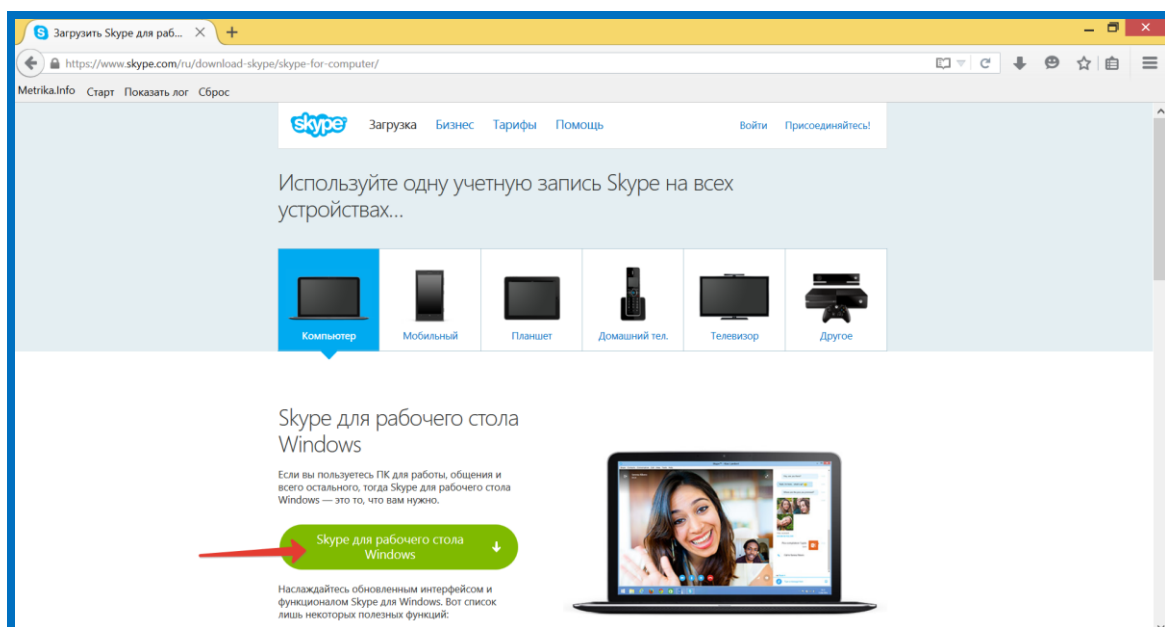 Загрузить Skype для раб...
https://www.skype.com/ru/download-skype/skype-for-computer/
Metrika.Info Старт Показать лог Сброс
skype Загрузка Бизнес Тарифы Помощь Войти Присоединяйтесь!
Используйте одну учетную запись Skype на всех
устройствах...
Компьютер Мобильный Планшет Домашний тел. Телевизор Другое
Skype для рабочего стола
Windows
Если вы пользуетесь ПК для работы, общения и
всего остального, тогда Skype для рабочего стола
Windows — это то, что вам нужно.
Skype для рабочего стола
Windows
Наслаждайтесь обновленным интерфейсом и
функционалом Skype для Windows. Вот список
лишь некоторых полезных функций: